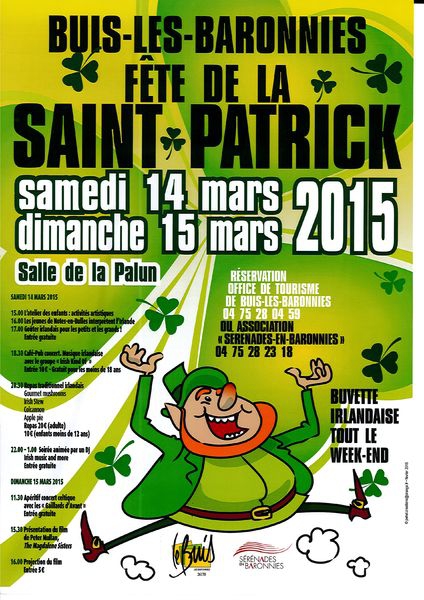 BUIS-LES-BARONNIES
FÊTE DE LA
SAINT PATRICK
samedi 14 mars
dimanche 15 mars
2015
Salle de la Palun
RÉSERVATION
OFFICE DE TOURISME
DE BUIS-LES-BARONNIES
04 75 28 04 59
OU ASSOCIATION
« SERENADES-EN-BARONNIES »
04 75 28 23 18
SAMEDI 14 MARS 2015
15.00 L'atelier des enfants : activités artistiques
16.00 Les jeunes de Notes-en-Bulles interprètent l'Irlande
17.00 Goûter irlandais pour les petits et les grands !
Entrée gratuite
18.30 Café-Pub concert. Musique irlandaise
avec le groupe « Irish Kind Of »
Entrée 10 € - Gratuit pour les moins de 18 ans
20.30 Repas traditionnel irlandais
Gourmet mushrooms
Irish Stew
Colcannon
Apple pie
Repas 20€ (adulte)
10 € (enfants moins de 12 ans)
22.00 - 1.00 Soirée animée par un DJ
Irish music and more
Entrée gratuite
DIMANCHE 15 MARS 2015
11.30 Apéritif concert celtique
avec les « Gaillards d'Avant »
Entrée gratuite
15.30 Présentation du film
de Peter Mullan,
The Magdalene Sisters
16.00 Projection du film
Entrée 5 €
BUVETTE
IRLANDAISE
TOUT LE
WEEK-END
le Buis
LES BARONNIES
26170
SÉRÉNADES
EN BARONNIES